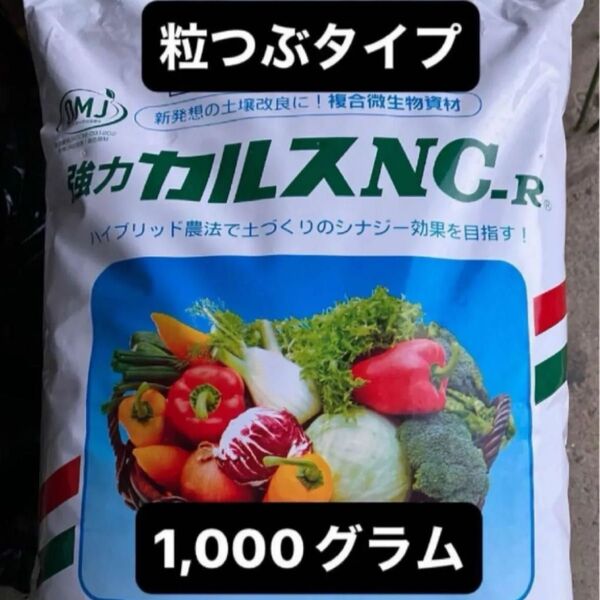 粒つぶタイプ
OMJ
新発想の土壌改良に!複合微生物資材
強力カルスNC-R®
ハイブリッド農法で土づくりのシナジー効果を目指す!
1,000グラム